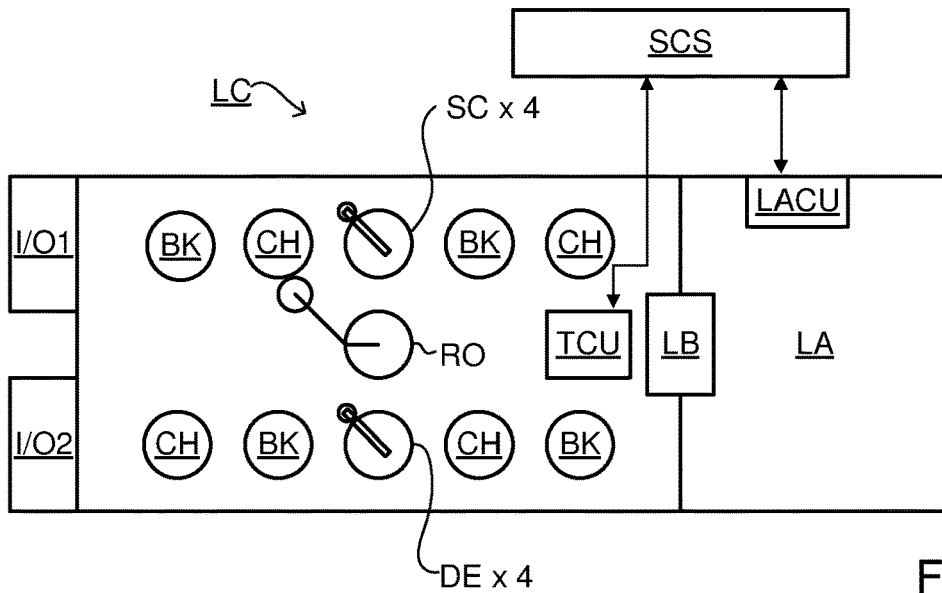 SCS
LC
SC x 4
I/O1
BK
CH
BK
CH
LACU
RO
TCU
LB
LA
I/O2
CH
BK
CH
BK
DE x 4
F